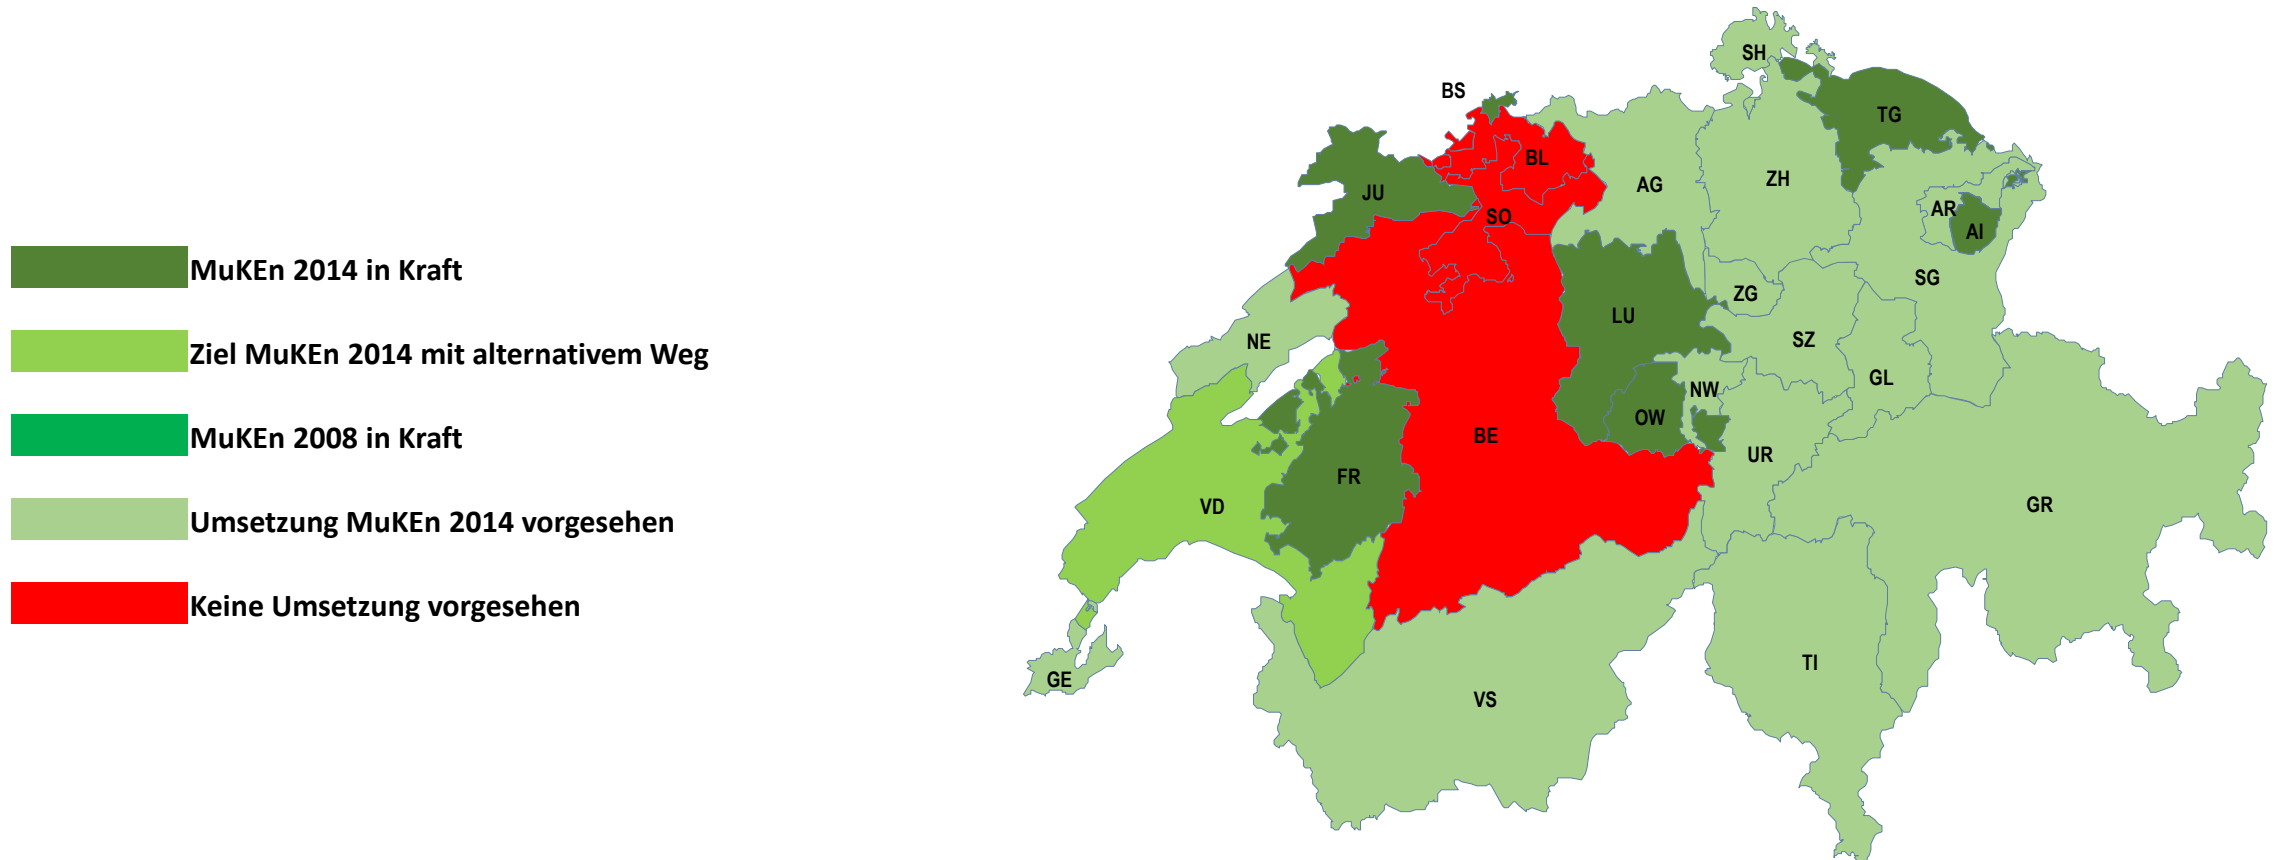 MuKEn 2014 in Kraft
Ziel MuKEn 2014 mit alternativem Weg
MuKEn 2008 in Kraft
Umsetzung MuKEn 2014 vorgesehen
Keine Umsetzung vorgesehen
SH
BS
TG
BL
ZH
AG
JU
AR
SO
AI
SG
ZG
LU
NE
SZ
GL
NW
OW
BE
UR
FR
VD
GR
TI
GE
VS